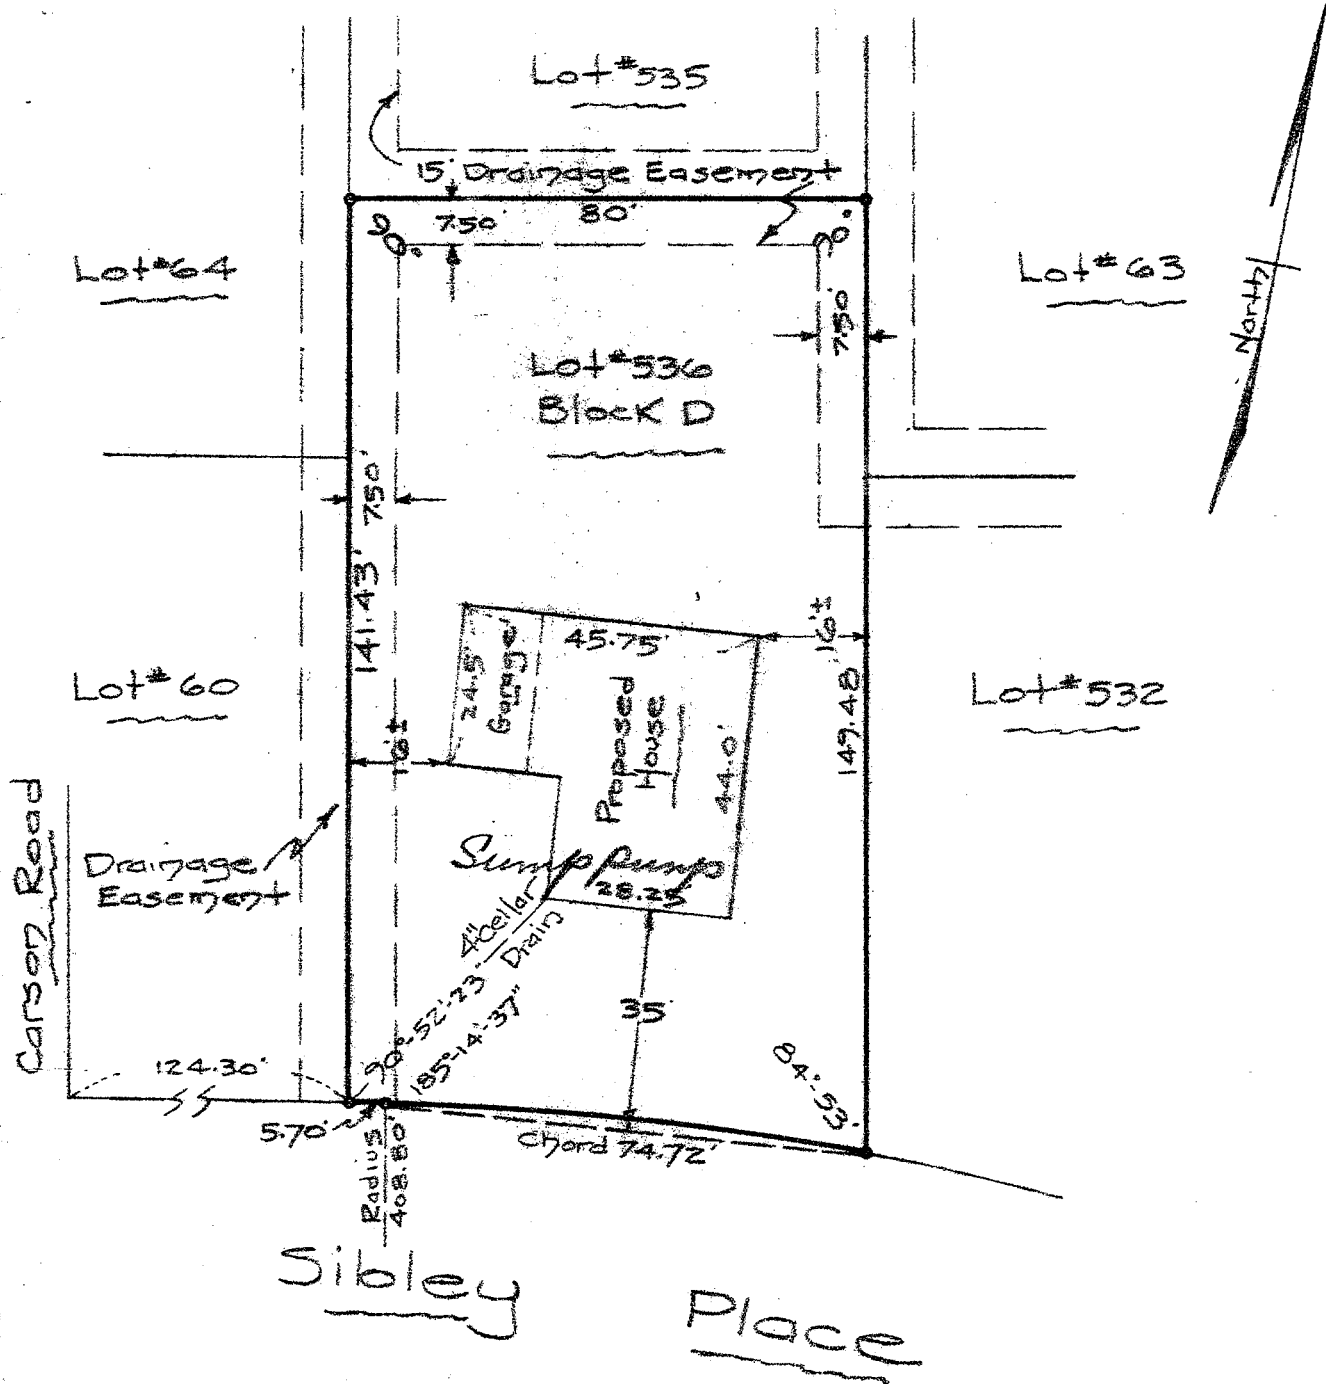 Lot #535
15' Drainage Easement
7.50'
80'
90°
90°
Lot #64
Lot #63
North
7.50'
Lot #536
Block D
7.50'
141.43'
16'±
45.75'
24.5'
Garage
Proposed
House
44.0'
149.48'
Lot #60
Lot #532
16'±
Carson Road
Drainage
Easement
Sump pump
28.25'
4" Cellar
Drain
90°-52'-23"
185°-14'-37"
35'
84°-53'
124.30'
5.70'
Radius
408.80'
Chord 74.72'
Sibley Place